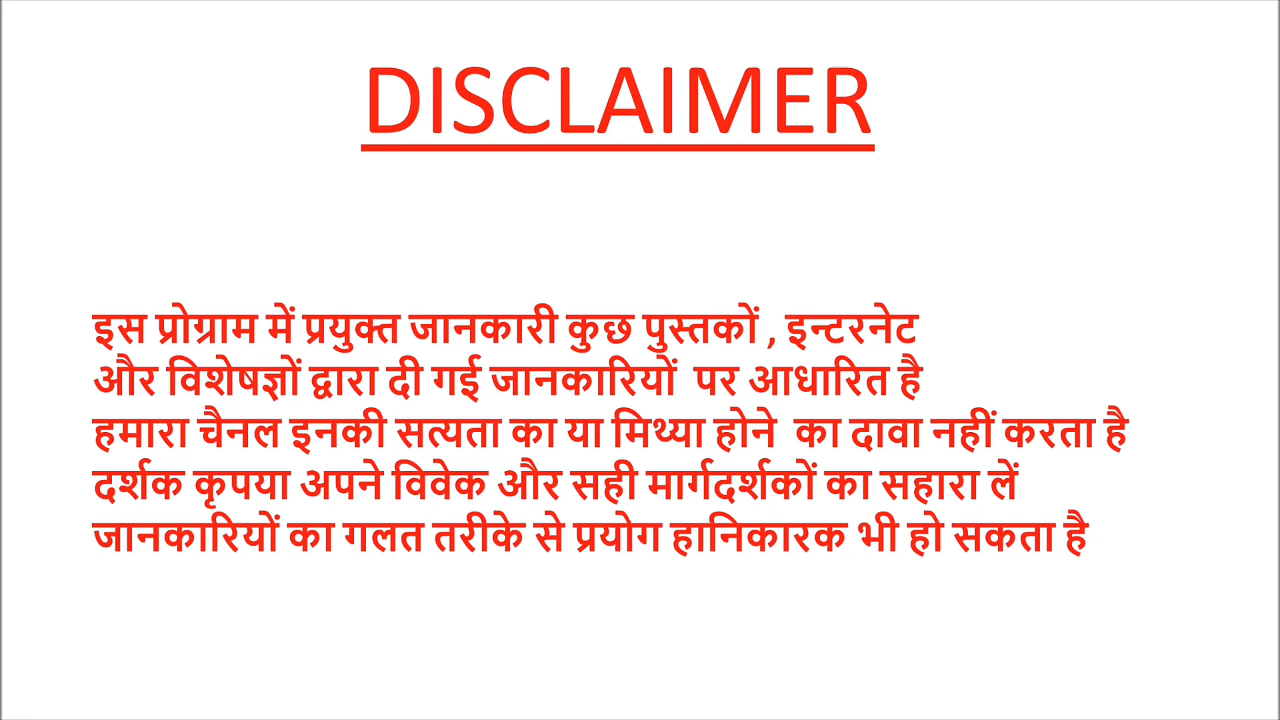 DISCLAIMER
इस प्रोग्राम में प्रयुक्त जानकारी कुछ पुस्तकों , इन्टरनेट
और विशेषज्ञों द्वारा दी गई जानकारियों पर आधारित है
हमारा चैनल इनकी सत्यता का या मिथ्या होने का दावा नहीं करता है
दर्शक कृपया अपने विवेक और सही मार्गदर्शकों का सहारा लें
जानकारियों का गलत तरीके से प्रयोग हानिकारक भी हो सकता है